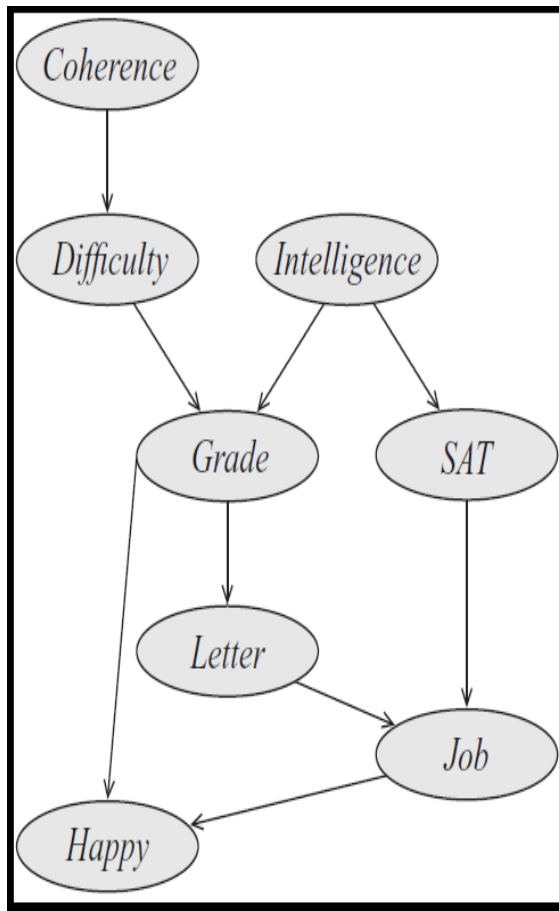 Coherence
Difficulty
Intelligence
Grade
SAT
Letter
Job
Happy